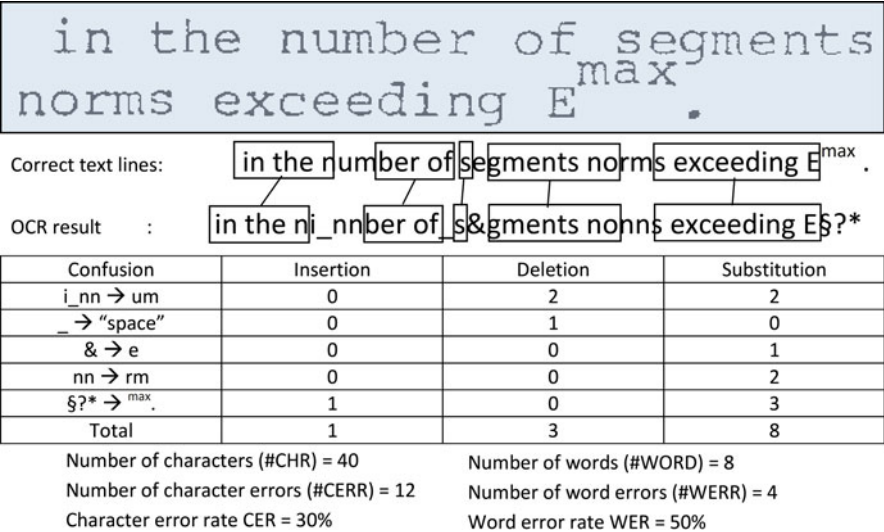 in the number of segments
norms exceeding E^max .
Correct text lines: in the number of segments norms exceeding E^max .
OCR result : in the ni_nnber of_s&gments nonns exceeding E§?*
Confusion Insertion Deletion Substitution
i_nn → um 0 2 2
_ → “space” 0 1 0
& → e 0 0 1
nn → rm 0 0 2
§?* → ^max. 1 0 3
Total 1 3 8
Number of characters (#CHR) = 40 Number of words (#WORD) = 8
Number of character errors (#CERR) = 12 Number of word errors (#WERR) = 4
Character error rate CER = 30% Word error rate WER = 50%